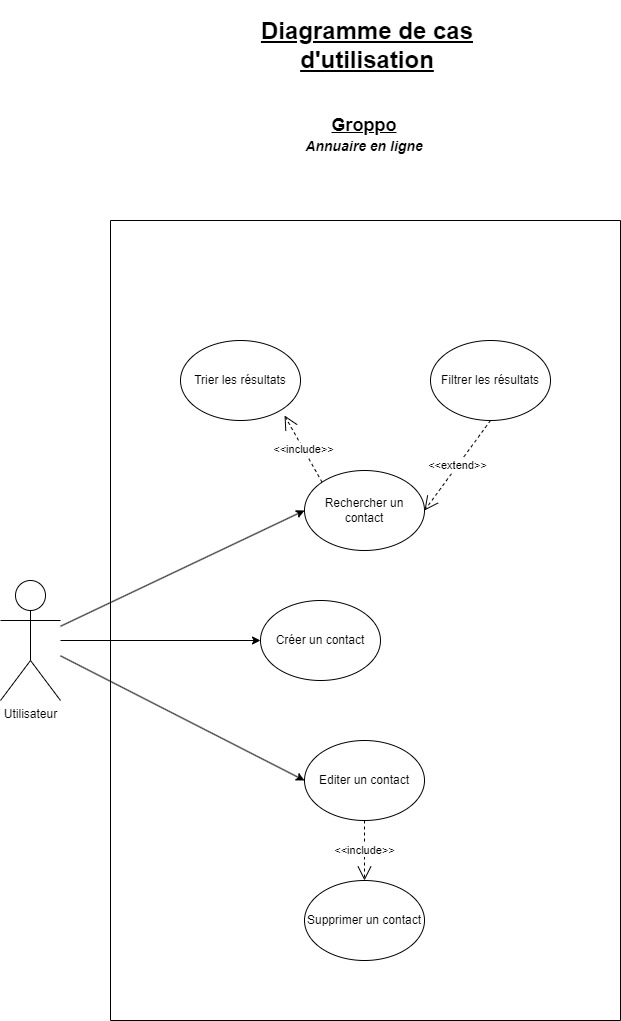 Diagramme de cas
d'utilisation
Groppo
Annuaire en ligne
Trier les résultats
Filtrer les résultats
<<include>>
<<extend>>
Rechercher un
contact
Créer un contact
Utilisateur
Editer un contact
<<include>>
Supprimer un contact